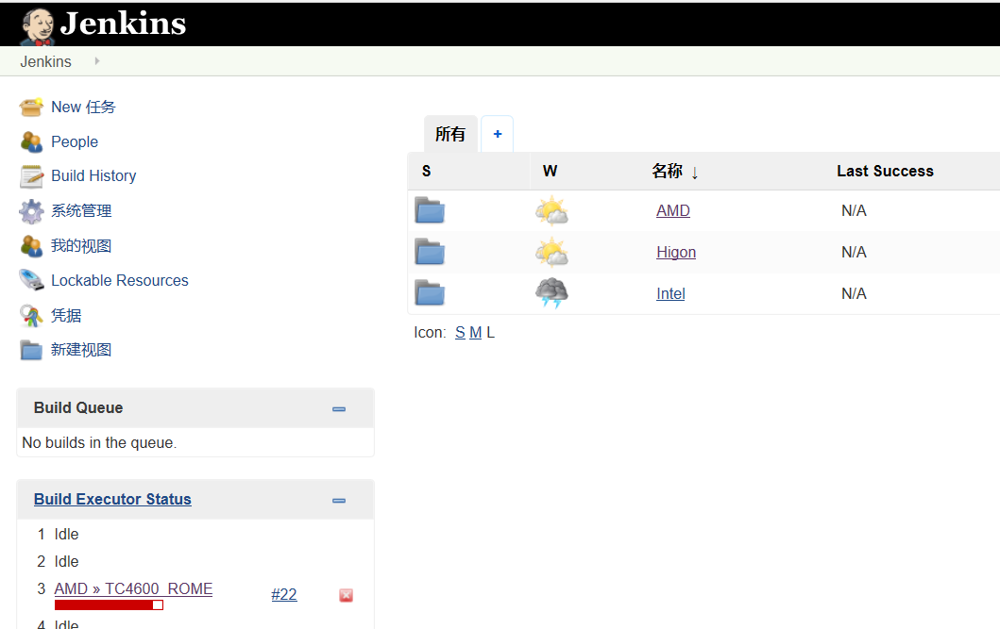 Jenkins
Jenkins
New 任务
People
Build History
系统管理
我的视图
Lockable Resources
凭据
新建视图
所有 +
S W 名称 ↓ Last Success
AMD N/A
Higon N/A
Intel N/A
Icon: S M L
Build Queue
No builds in the queue.
Build Executor Status
1 Idle
2 Idle
3 AMD » TC4600_ROME #22
4 Idle